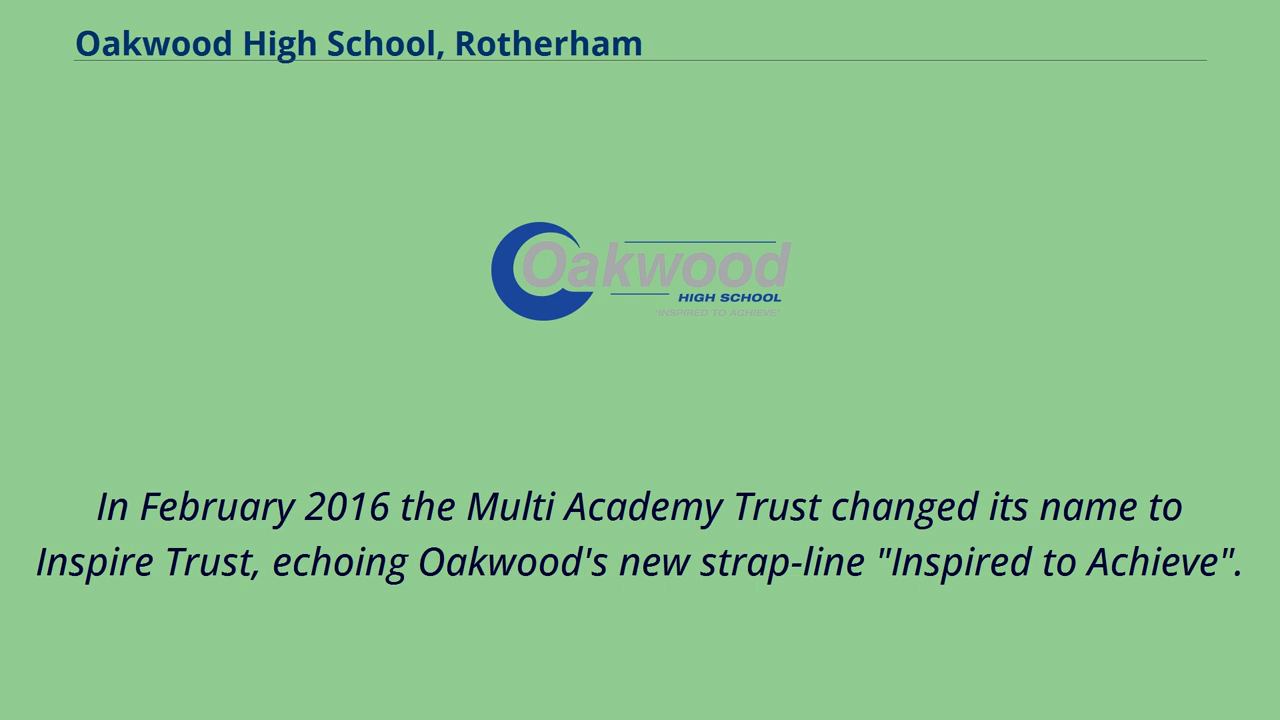 Oakwood High School, Rotherham
Oakwood
HIGH SCHOOL
"INSPIRED TO ACHIEVE"
In February 2016 the Multi Academy Trust changed its name to
Inspire Trust, echoing Oakwood's new strap-line "Inspired to Achieve".